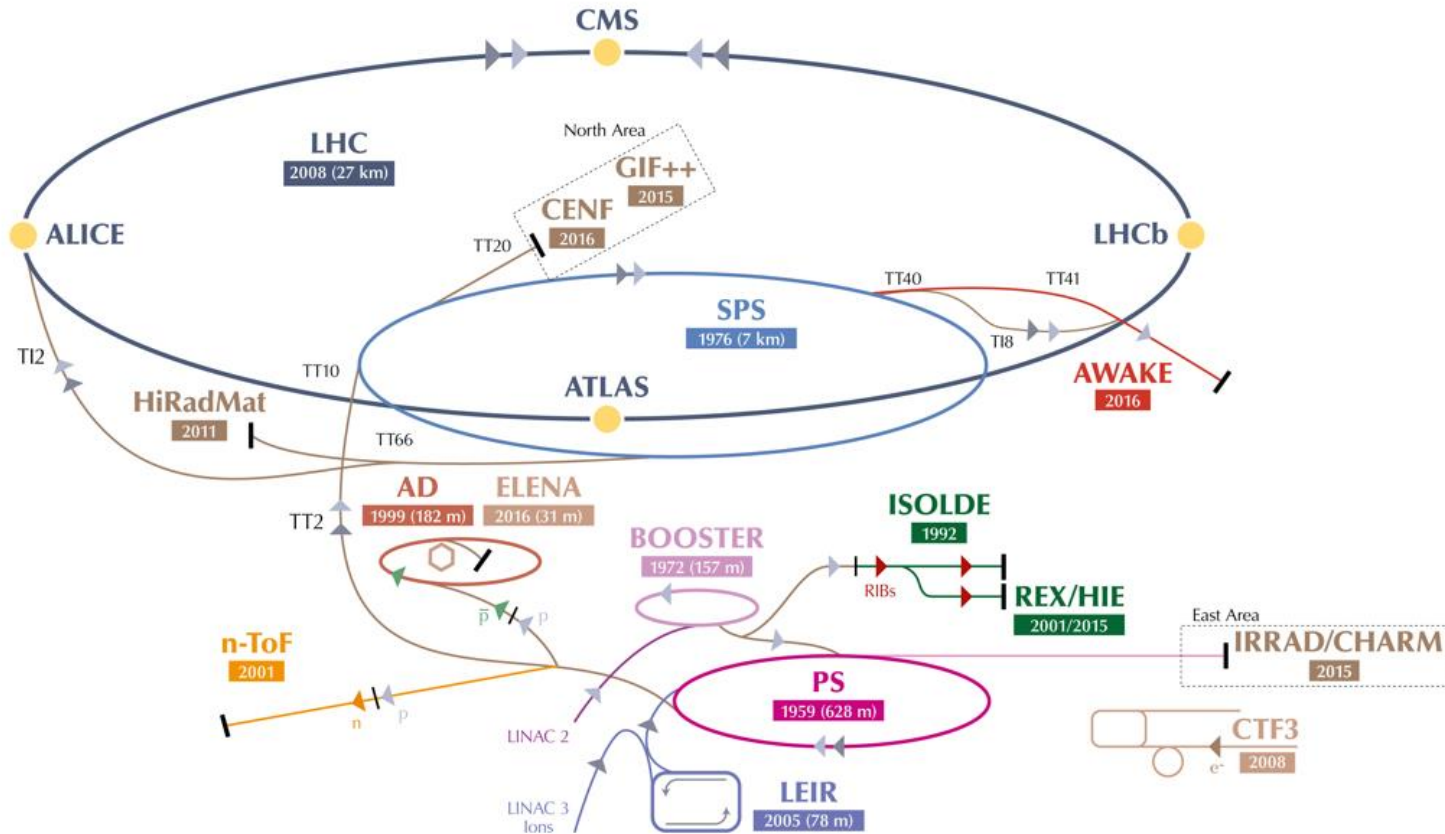 CMS
North Area
LHC
2008 (27 km)
GIF++
2015
CENF
2016
ALICE
TT20
LHCb
TT40
TT41
SPS
1976 (7 km)
TI8
TI2
TT10
AWAKE
2016
ATLAS
HiRadMat
2011
TT66
AD
1999 (182 m)
ELENA
2016 (31 m)
ISOLDE
1992
TT2
BOOSTER
1972 (157 m)
RIBs
REX/HIE
2001/2015
p̅
p
East Area
n-ToF
2001
IRRAD/CHARM
2015
PS
1959 (628 m)
n
p
LINAC 2
CTF3
2008
e-
LEIR
2005 (78 m)
LINAC 3
Ions